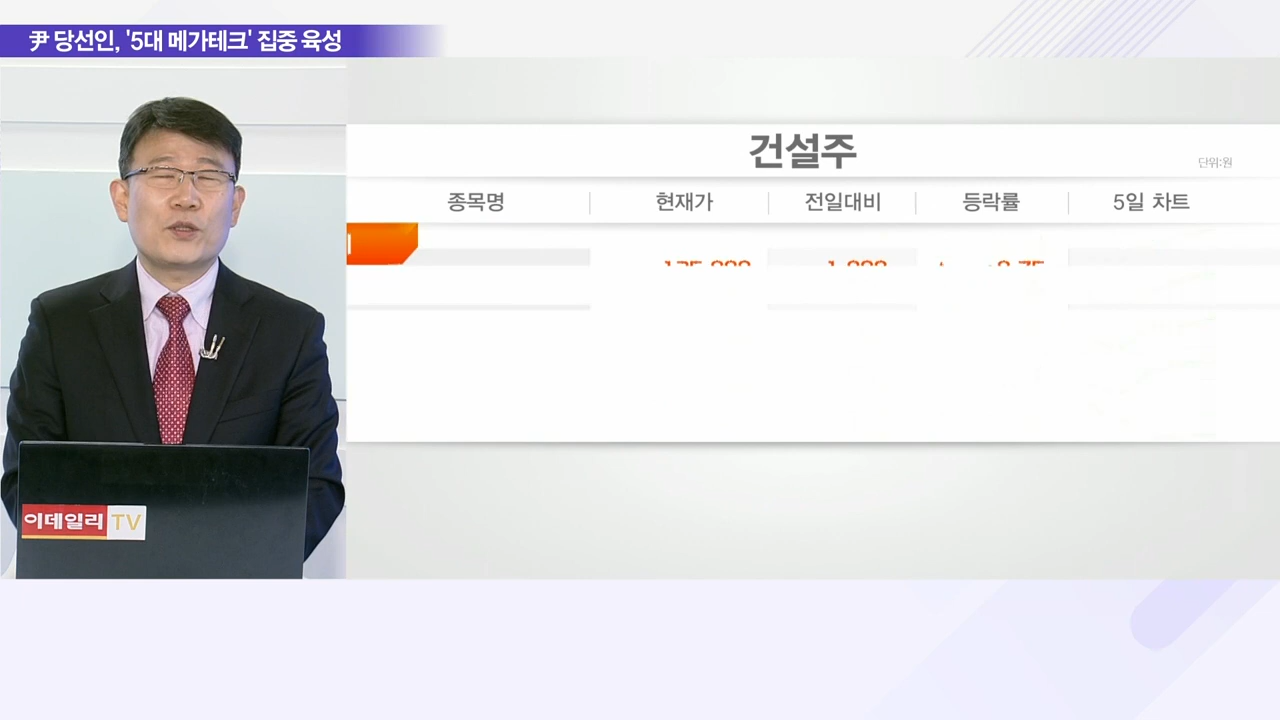 尹 당선인, '5대 메가테크' 집중 육성
건설주
단위:원
종목명 현재가 전일대비 등락률 5일 차트
이데일리 TV